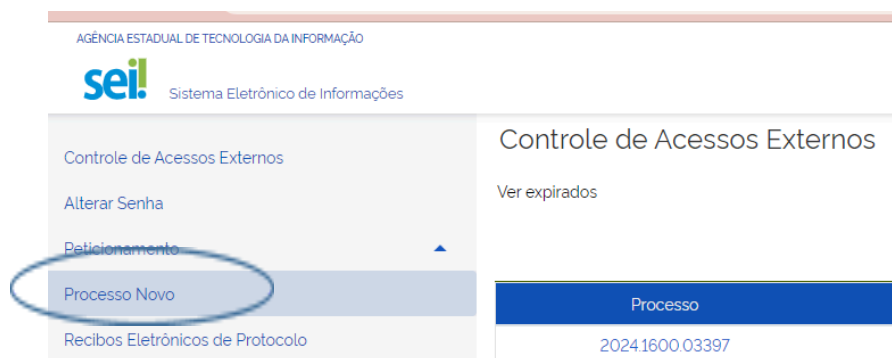 AGÊNCIA ESTADUAL DE TECNOLOGIA DA INFORMAÇÃO
sei!
Sistema Eletrônico de Informações
Controle de Acessos Externos
Alterar Senha
Peticionamento
Processo Novo
Recibos Eletrônicos de Protocolo
Controle de Acessos Externos
Ver expirados
Processo
2024.1600.03397